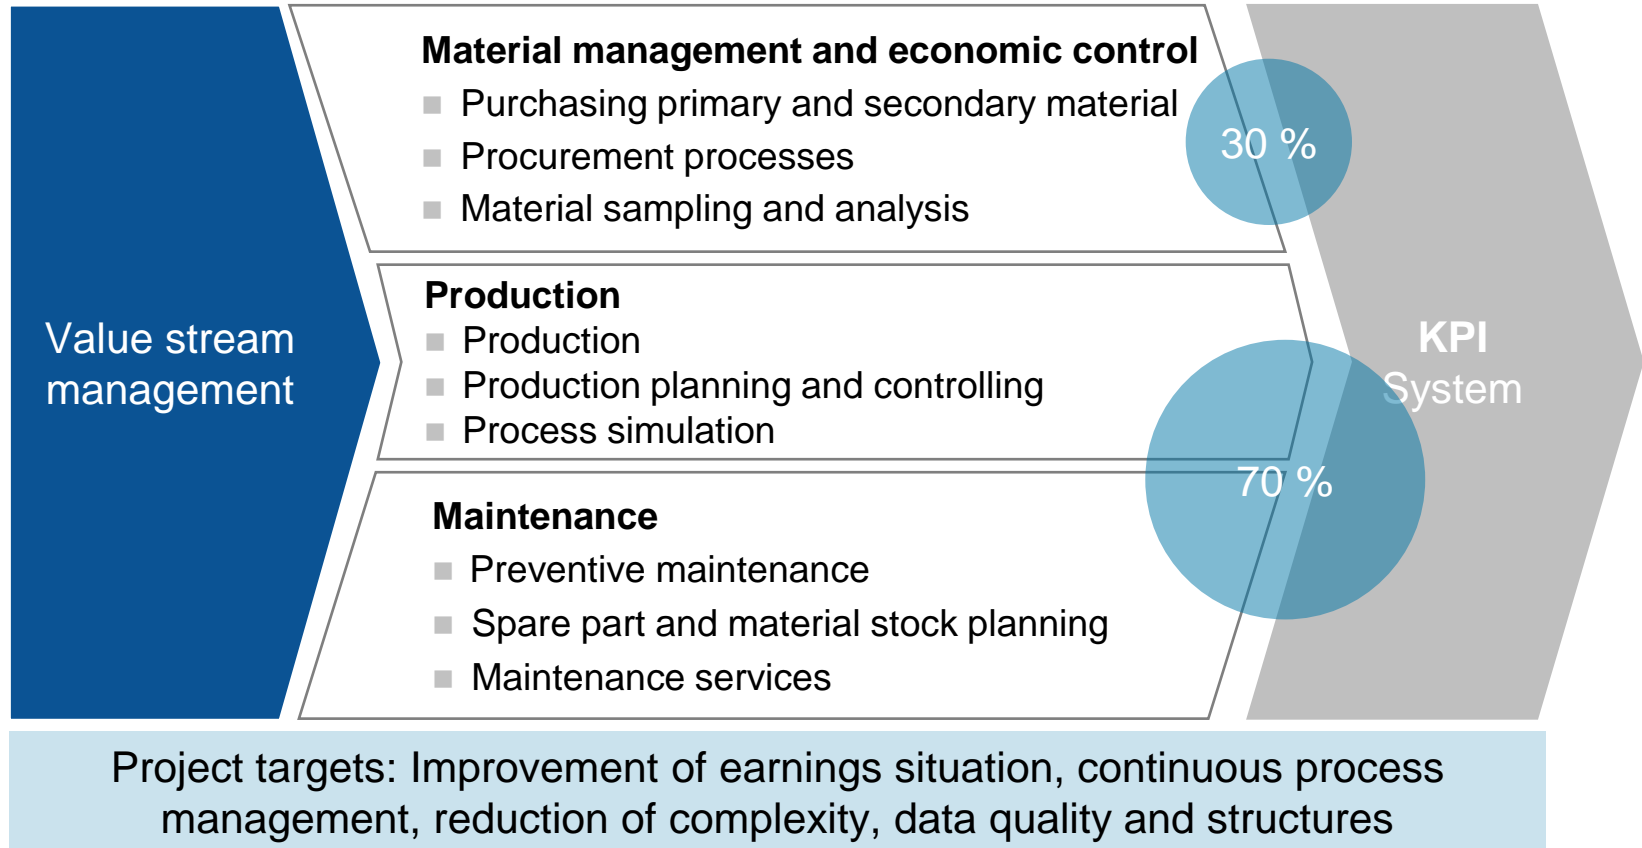 Value stream
management
Material management and economic control
Purchasing primary and secondary material
Procurement processes
Material sampling and analysis
30 %
Production
Production
Production planning and controlling
Process simulation
Maintenance
Preventive maintenance
Spare part and material stock planning
Maintenance services
70 %
KPI
System
Project targets: Improvement of earnings situation, continuous process
management, reduction of complexity, data quality and structures